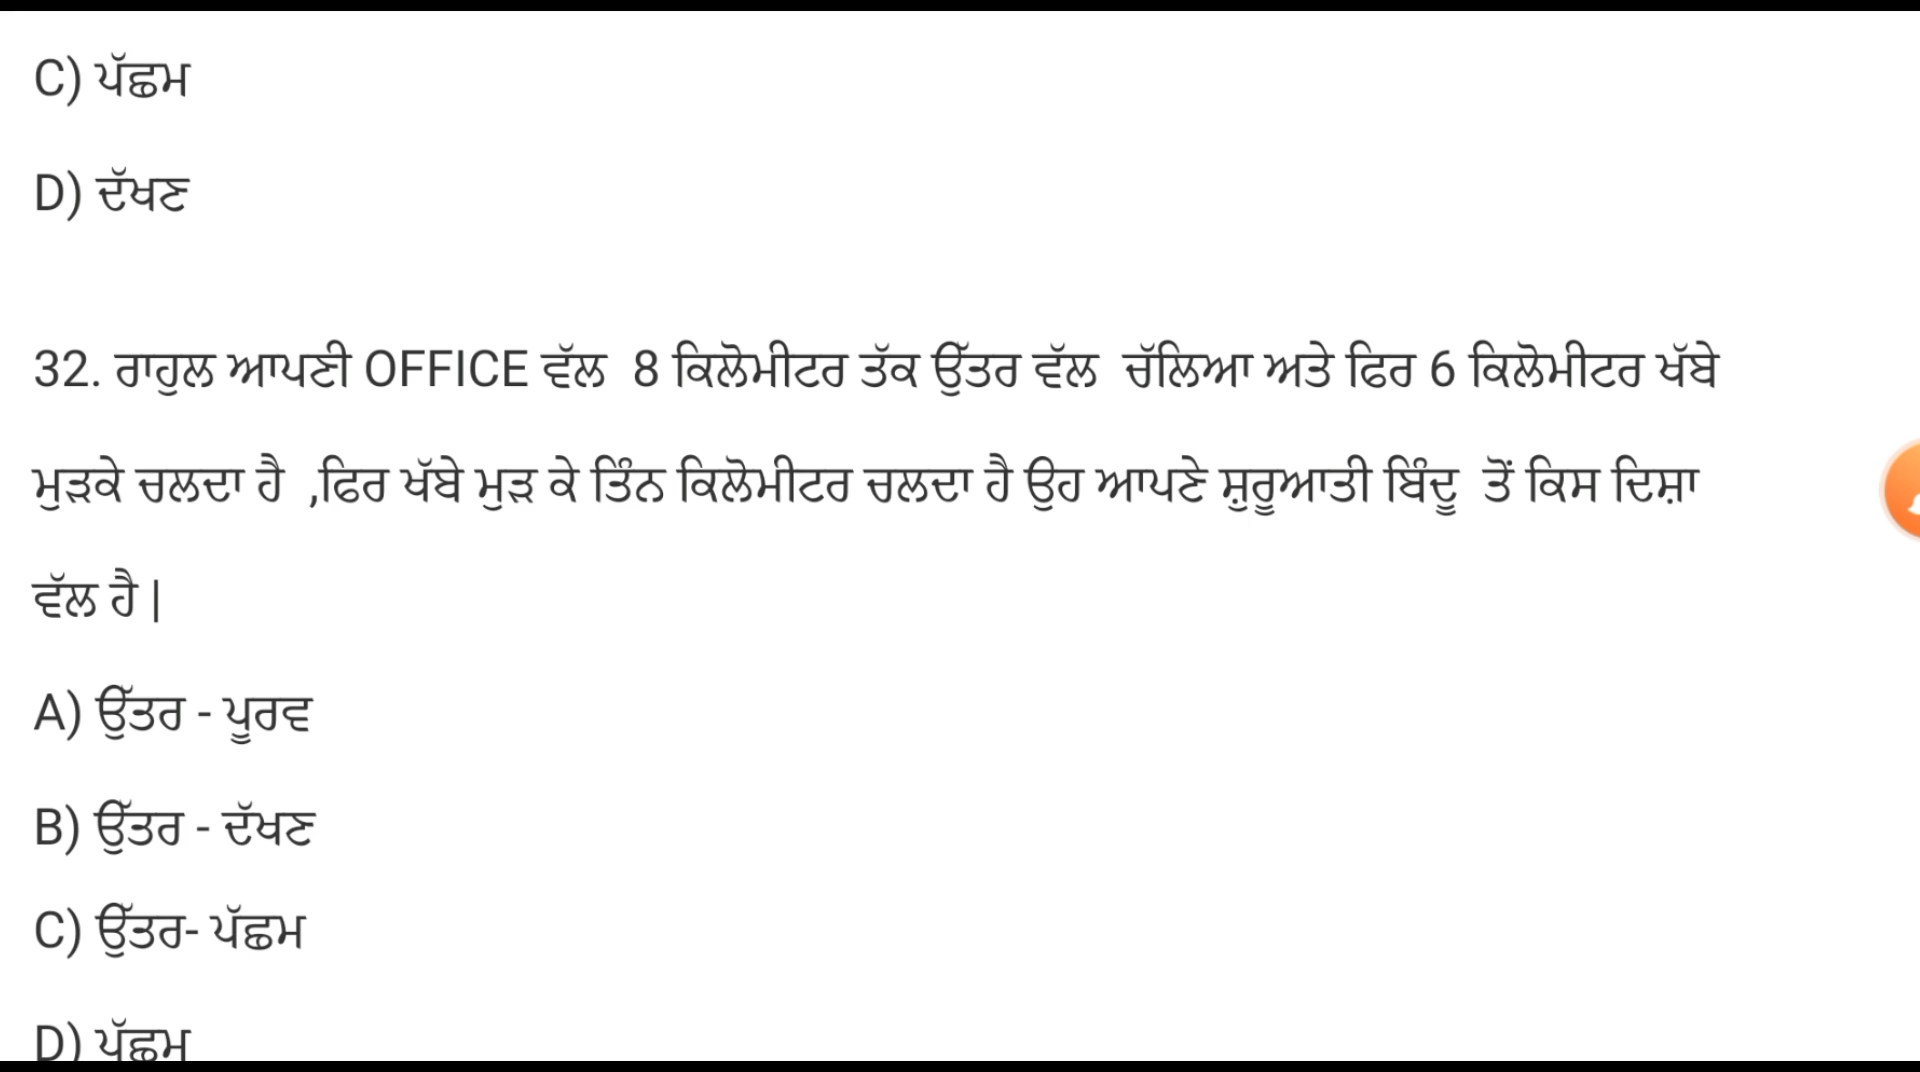 C) ਪੱਛਮ
D) ਦੱਖਣ
32. ਰਾਹੁਲ ਆਪਣੀ OFFICE ਵੱਲ 8 ਕਿਲੋਮੀਟਰ ਤੱਕ ਉੱਤਰ ਵੱਲ ਚੱਲਿਆ ਅਤੇ ਫਿਰ 6 ਕਿਲੋਮੀਟਰ ਖੱਬੇ
ਮੁੜਕੇ ਚਲਦਾ ਹੈ ,ਫਿਰ ਖੱਬੇ ਮੁੜ ਕੇ ਤਿੰਨ ਕਿਲੋਮੀਟਰ ਚਲਦਾ ਹੈ ਉਹ ਆਪਣੇ ਸ਼ੁਰੂਆਤੀ ਬਿੰਦੂ ਤੋਂ ਕਿਸ ਦਿਸ਼ਾ
ਵੱਲ ਹੈ|
A) ਉੱਤਰ - ਪੂਰਵ
B) ਉੱਤਰ - ਦੱਖਣ
C) ਉੱਤਰ- ਪੱਛਮ
D) ਪੱਛਮ